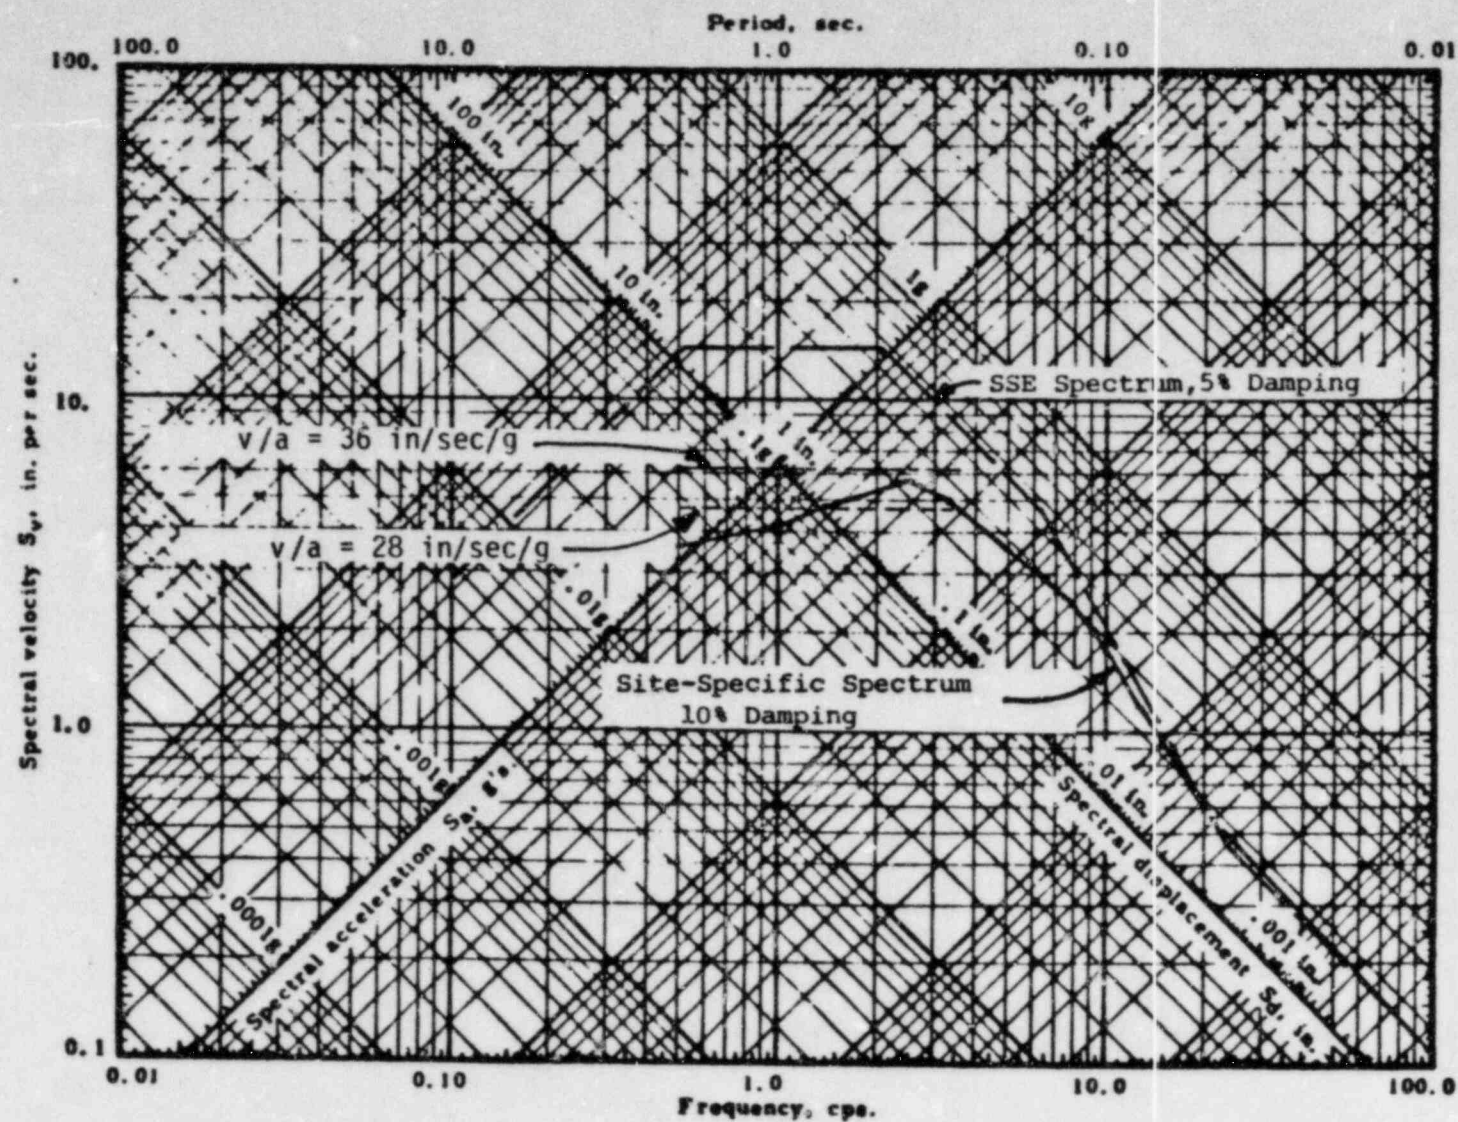 Period, sec.
100.0 10.0 1.0 0.10 0.01
100.
10.
1.0
0.1
Spectral velocity Sv, in. per sec.
100 in.
10 in.
1 in.
.1 in.
.01 in.
.001 in.
10g
1g
.1g
.01g
.001g
.0001g
SSE Spectrum, 5% Damping
v/a = 36 in/sec/g
v/a = 28 in/sec/g
Site-Specific Spectrum
10% Damping
Spectral acceleration Sa, g's
Spectral displacement Sd, in.
0.01 0.10 1.0 10.0 100.0
Frequency, cps.